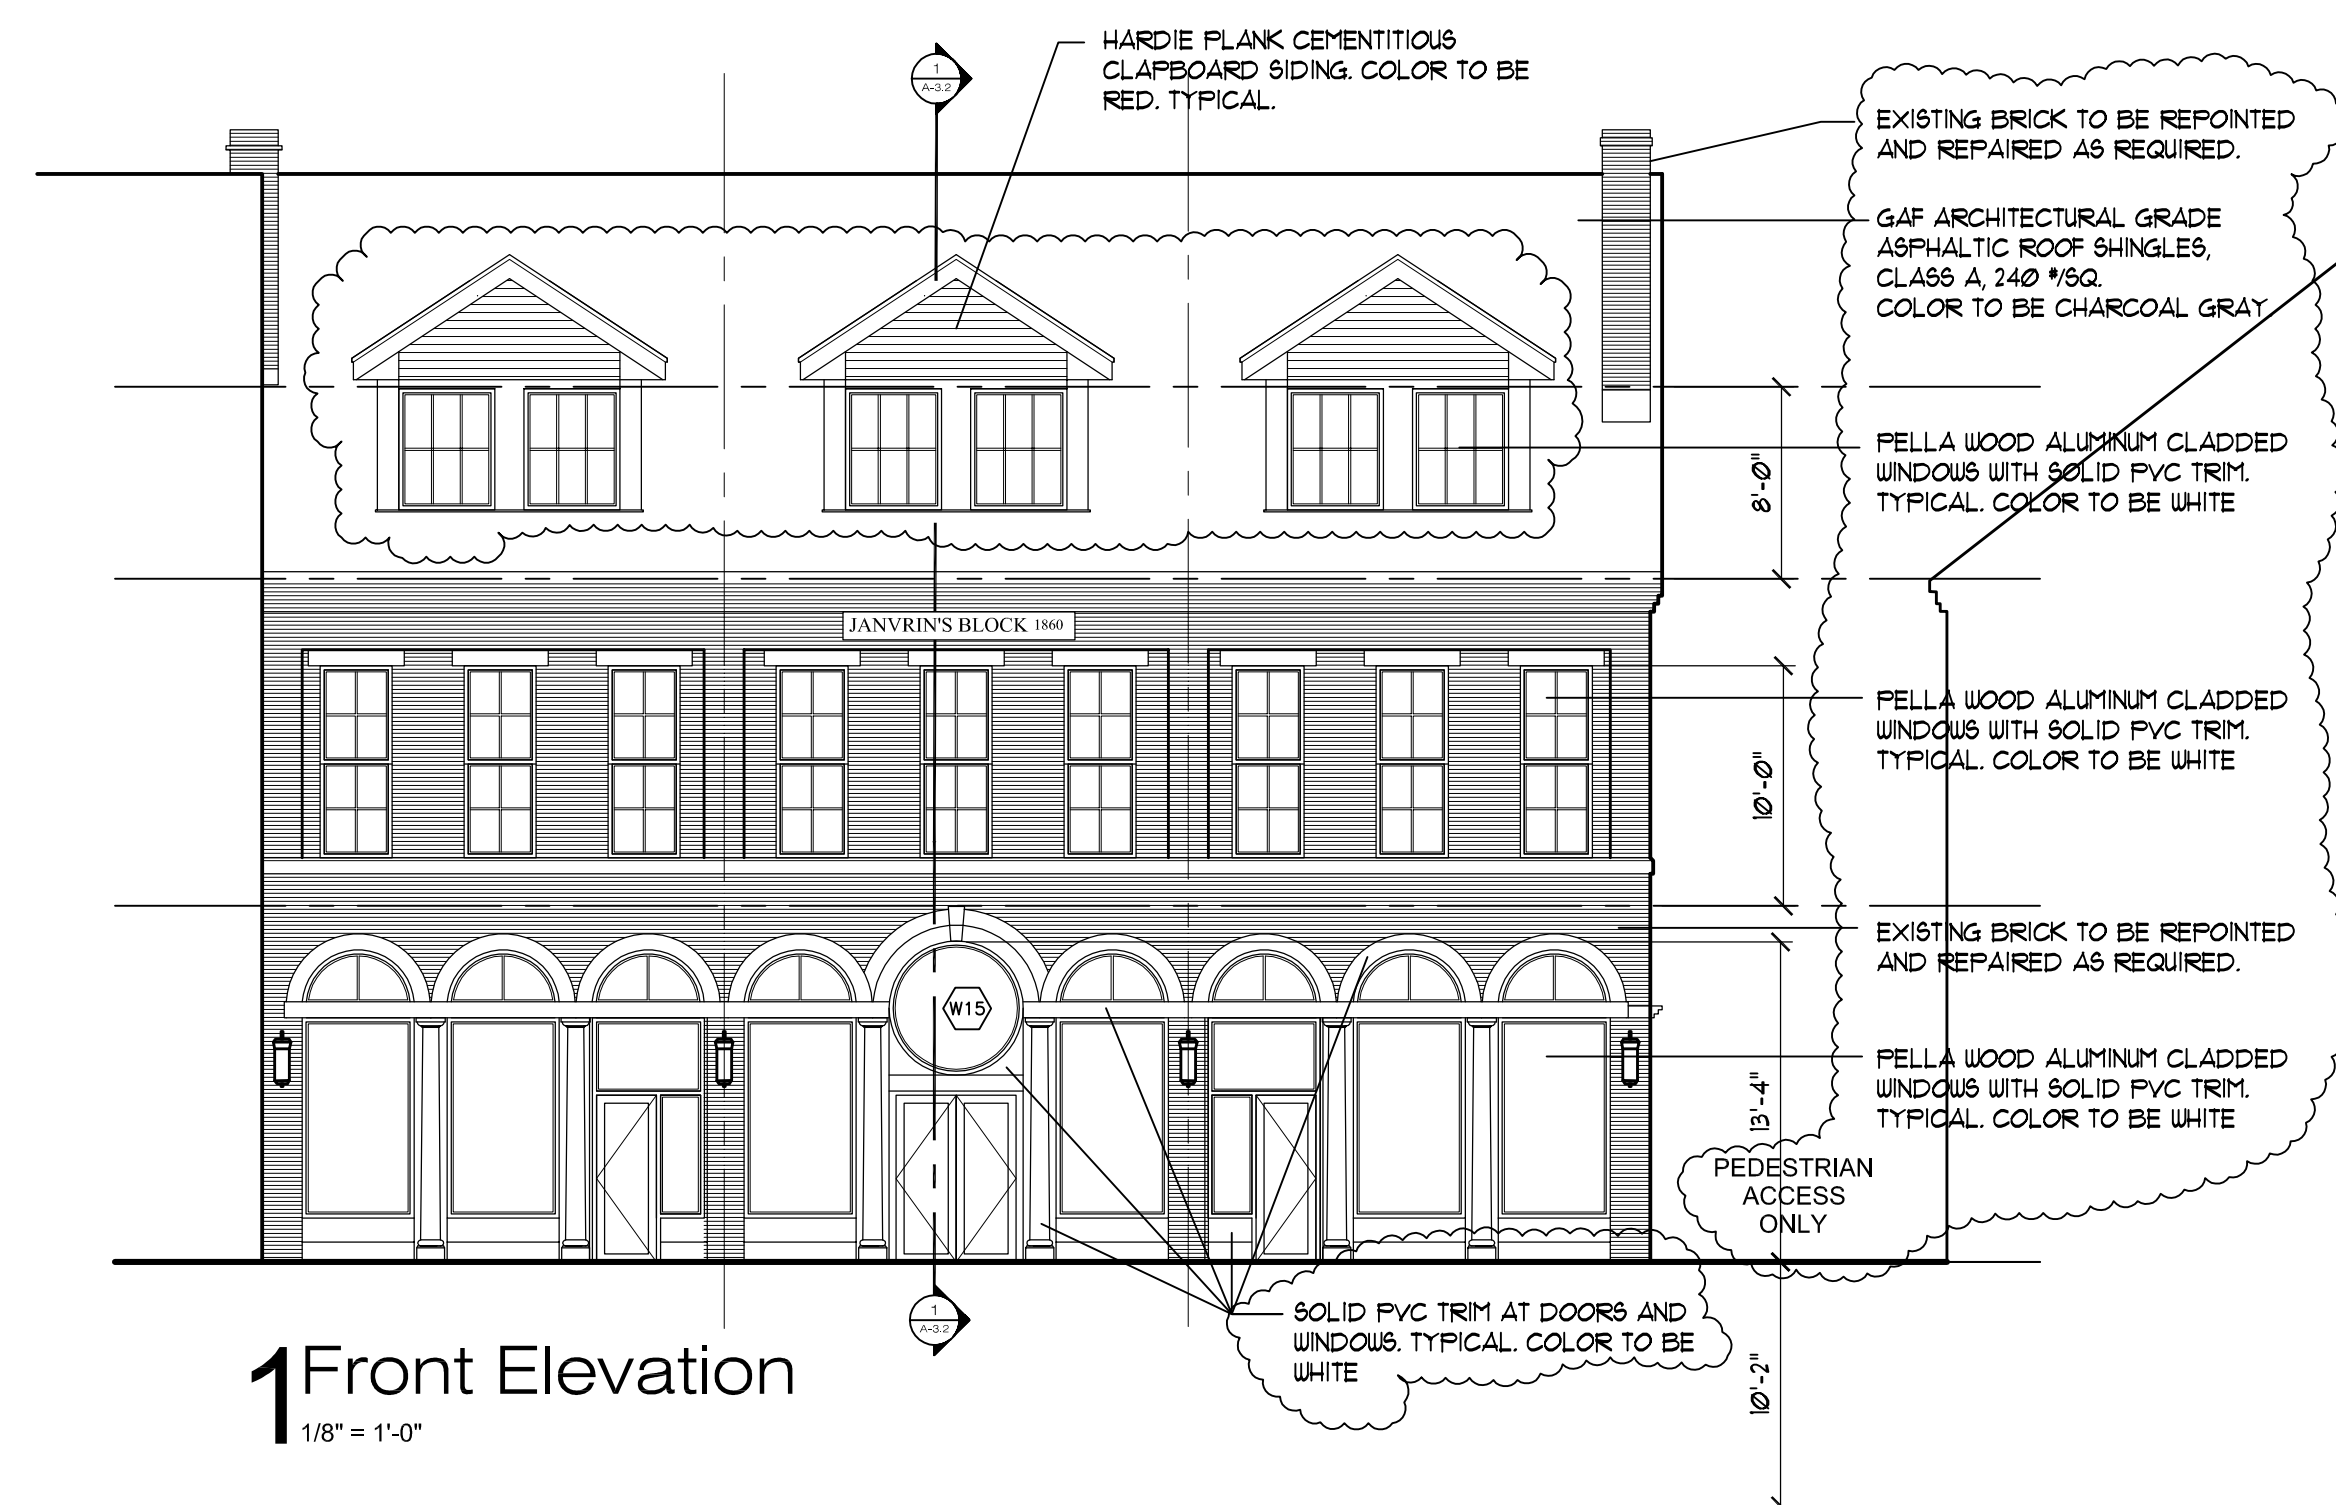 HARDIE PLANK CEMENTITIOUS
CLAPBOARD SIDING. COLOR TO BE
RED. TYPICAL.
1
A-3.2
EXISTING BRICK TO BE REPOINTED
AND REPAIRED AS REQUIRED.
GAF ARCHITECTURAL GRADE
ASPHALTIC ROOF SHINGLES,
CLASS A, 240 #/SQ.
COLOR TO BE CHARCOAL GRAY
PELLA WOOD ALUMINUM CLADDED
WINDOWS WITH SOLID PVC TRIM.
TYPICAL. COLOR TO BE WHITE
8'-0"
JANVRIN'S BLOCK 1860
PELLA WOOD ALUMINUM CLADDED
WINDOWS WITH SOLID PVC TRIM.
TYPICAL. COLOR TO BE WHITE
10'-0"
EXISTING BRICK TO BE REPOINTED
AND REPAIRED AS REQUIRED.
W15
PELLA WOOD ALUMINUM CLADDED
WINDOWS WITH SOLID PVC TRIM.
TYPICAL. COLOR TO BE WHITE
13'-4"
PEDESTRIAN
ACCESS
ONLY
1
A-3.2
SOLID PVC TRIM AT DOORS AND
WINDOWS. TYPICAL. COLOR TO BE
WHITE
10'-2"
1 Front Elevation
1/8" = 1'-0"